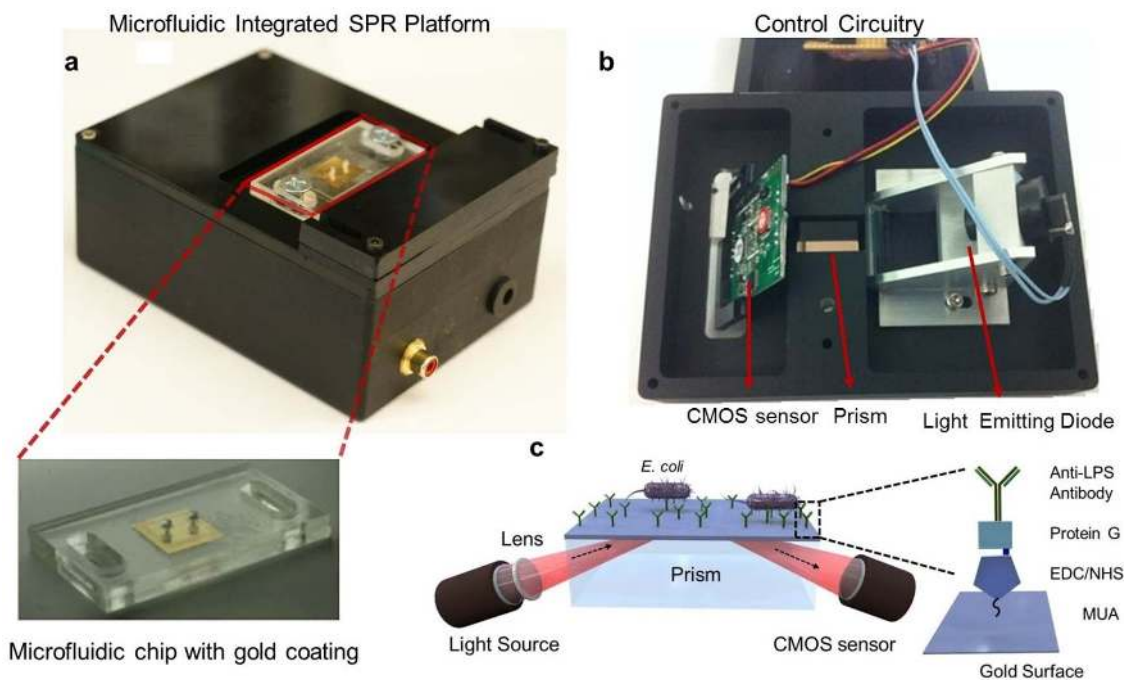 Microfluidic Integrated SPR Platform
Control Circuitry
a
b
CMOS sensor Prism
Light Emitting Diode
Microfluidic chip with gold coating
c
E. coli
Lens
Prism
Light Source
CMOS sensor
Anti-LPS
Antibody
Protein G
EDC/NHS
MUA
Gold Surface